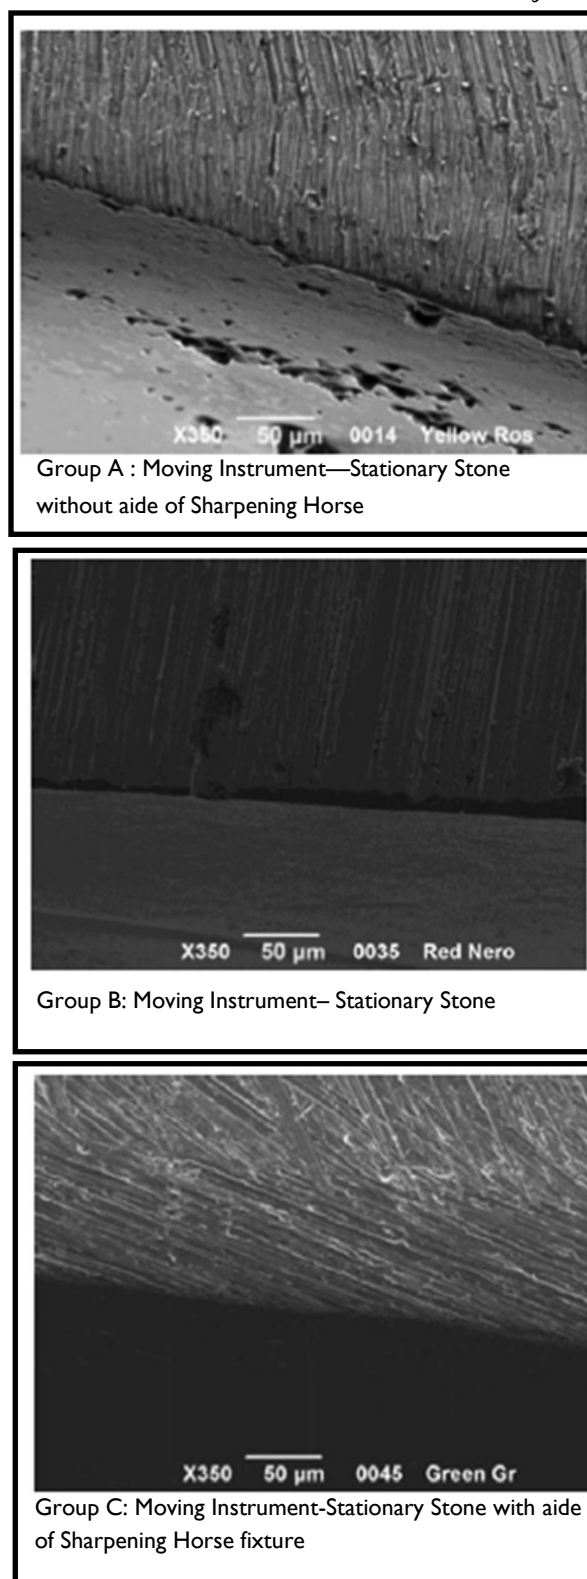 X350 50 µm 0014 Yellow Ros
Group A : Moving Instrument—Stationary Stone
without aide of Sharpening Horse
X350 50 µm 0035 Red Nero
Group B: Moving Instrument– Stationary Stone
X350 50 µm 0045 Green Gr
Group C: Moving Instrument-Stationary Stone with aide
of Sharpening Horse fixture